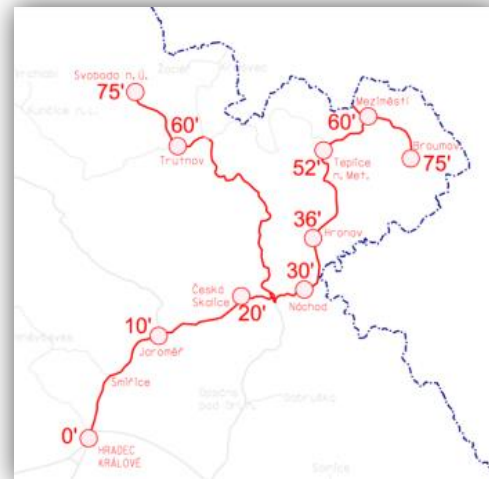 Svoboda n.Ú.
75'
60'
Trutnov
Meziměstí
60'
Broumov
75'
52'
Teplice
n. Met.
36'
Hronov
30'
Náchod
Česká
Skalice
20'
10'
Jaroměř
Smiřice
0'
HRADEC
KRÁLOVÉ
Dobruška